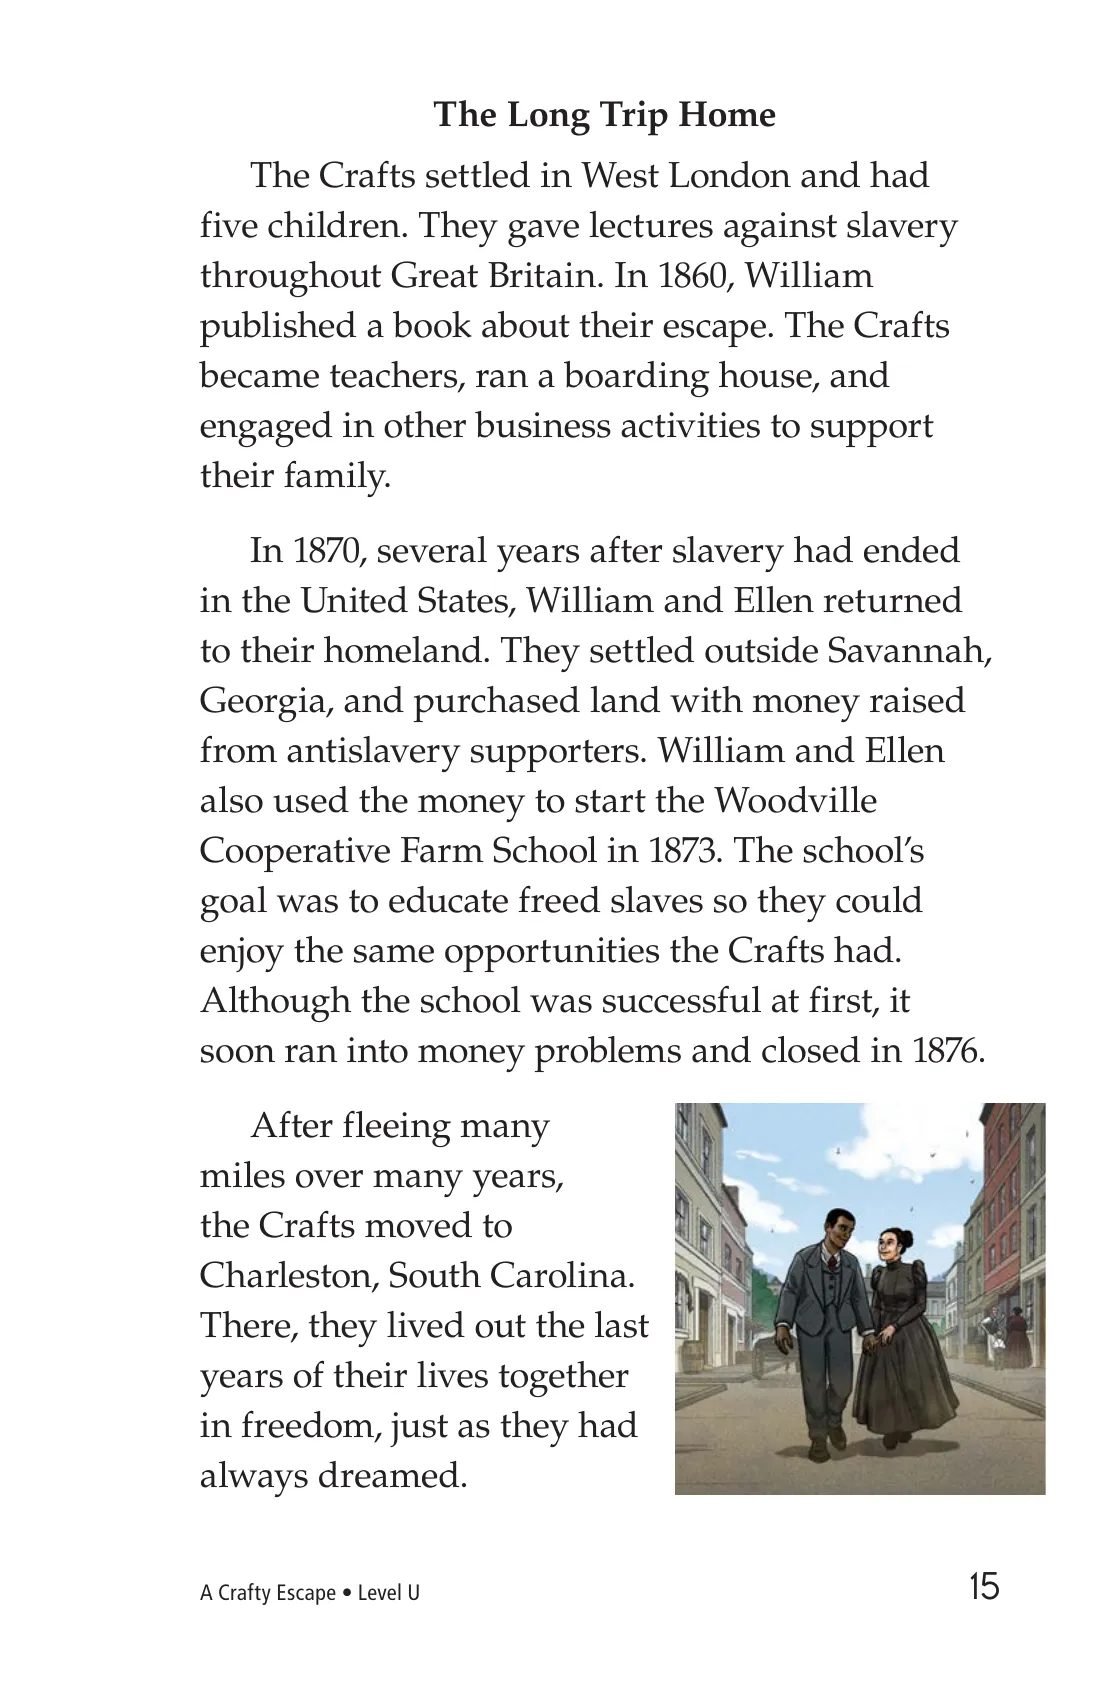 The Long Trip Home
The Crafts settled in West London and had
five children. They gave lectures against slavery
throughout Great Britain. In 1860, William
published a book about their escape. The Crafts
became teachers, ran a boarding house, and
engaged in other business activities to support
their family.
In 1870, several years after slavery had ended
in the United States, William and Ellen returned
to their homeland. They settled outside Savannah,
Georgia, and purchased land with money raised
from antislavery supporters. William and Ellen
also used the money to start the Woodville
Cooperative Farm School in 1873. The school’s
goal was to educate freed slaves so they could
enjoy the same opportunities the Crafts had.
Although the school was successful at first, it
soon ran into money problems and closed in 1876.
After fleeing many
miles over many years,
the Crafts moved to
Charleston, South Carolina.
There, they lived out the last
years of their lives together
in freedom, just as they had
always dreamed.
A Crafty Escape • Level U
15